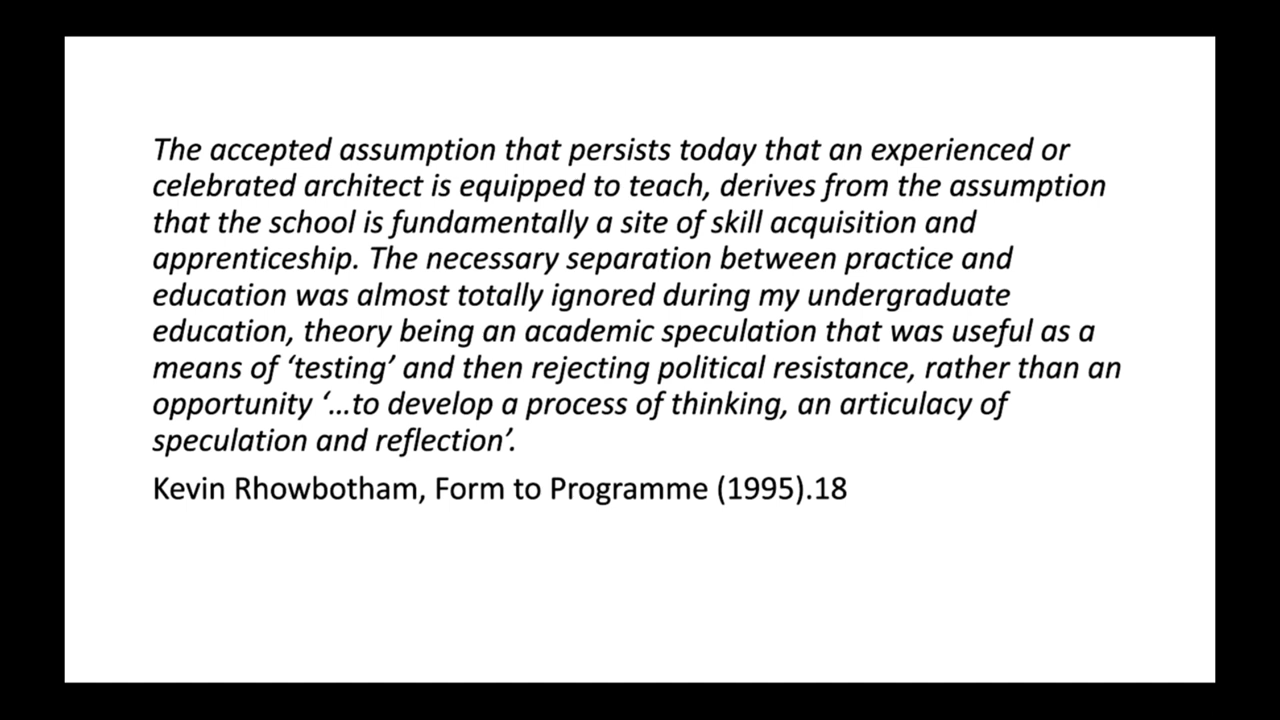 The accepted assumption that persists today that an experienced or
celebrated architect is equipped to teach, derives from the assumption
that the school is fundamentally a site of skill acquisition and
apprenticeship. The necessary separation between practice and
education was almost totally ignored during my undergraduate
education, theory being an academic speculation that was useful as a
means of ‘testing’ and then rejecting political resistance, rather than an
opportunity ‘…to develop a process of thinking, an articulacy of
speculation and reflection’.
Kevin Rhowbotham, Form to Programme (1995).18